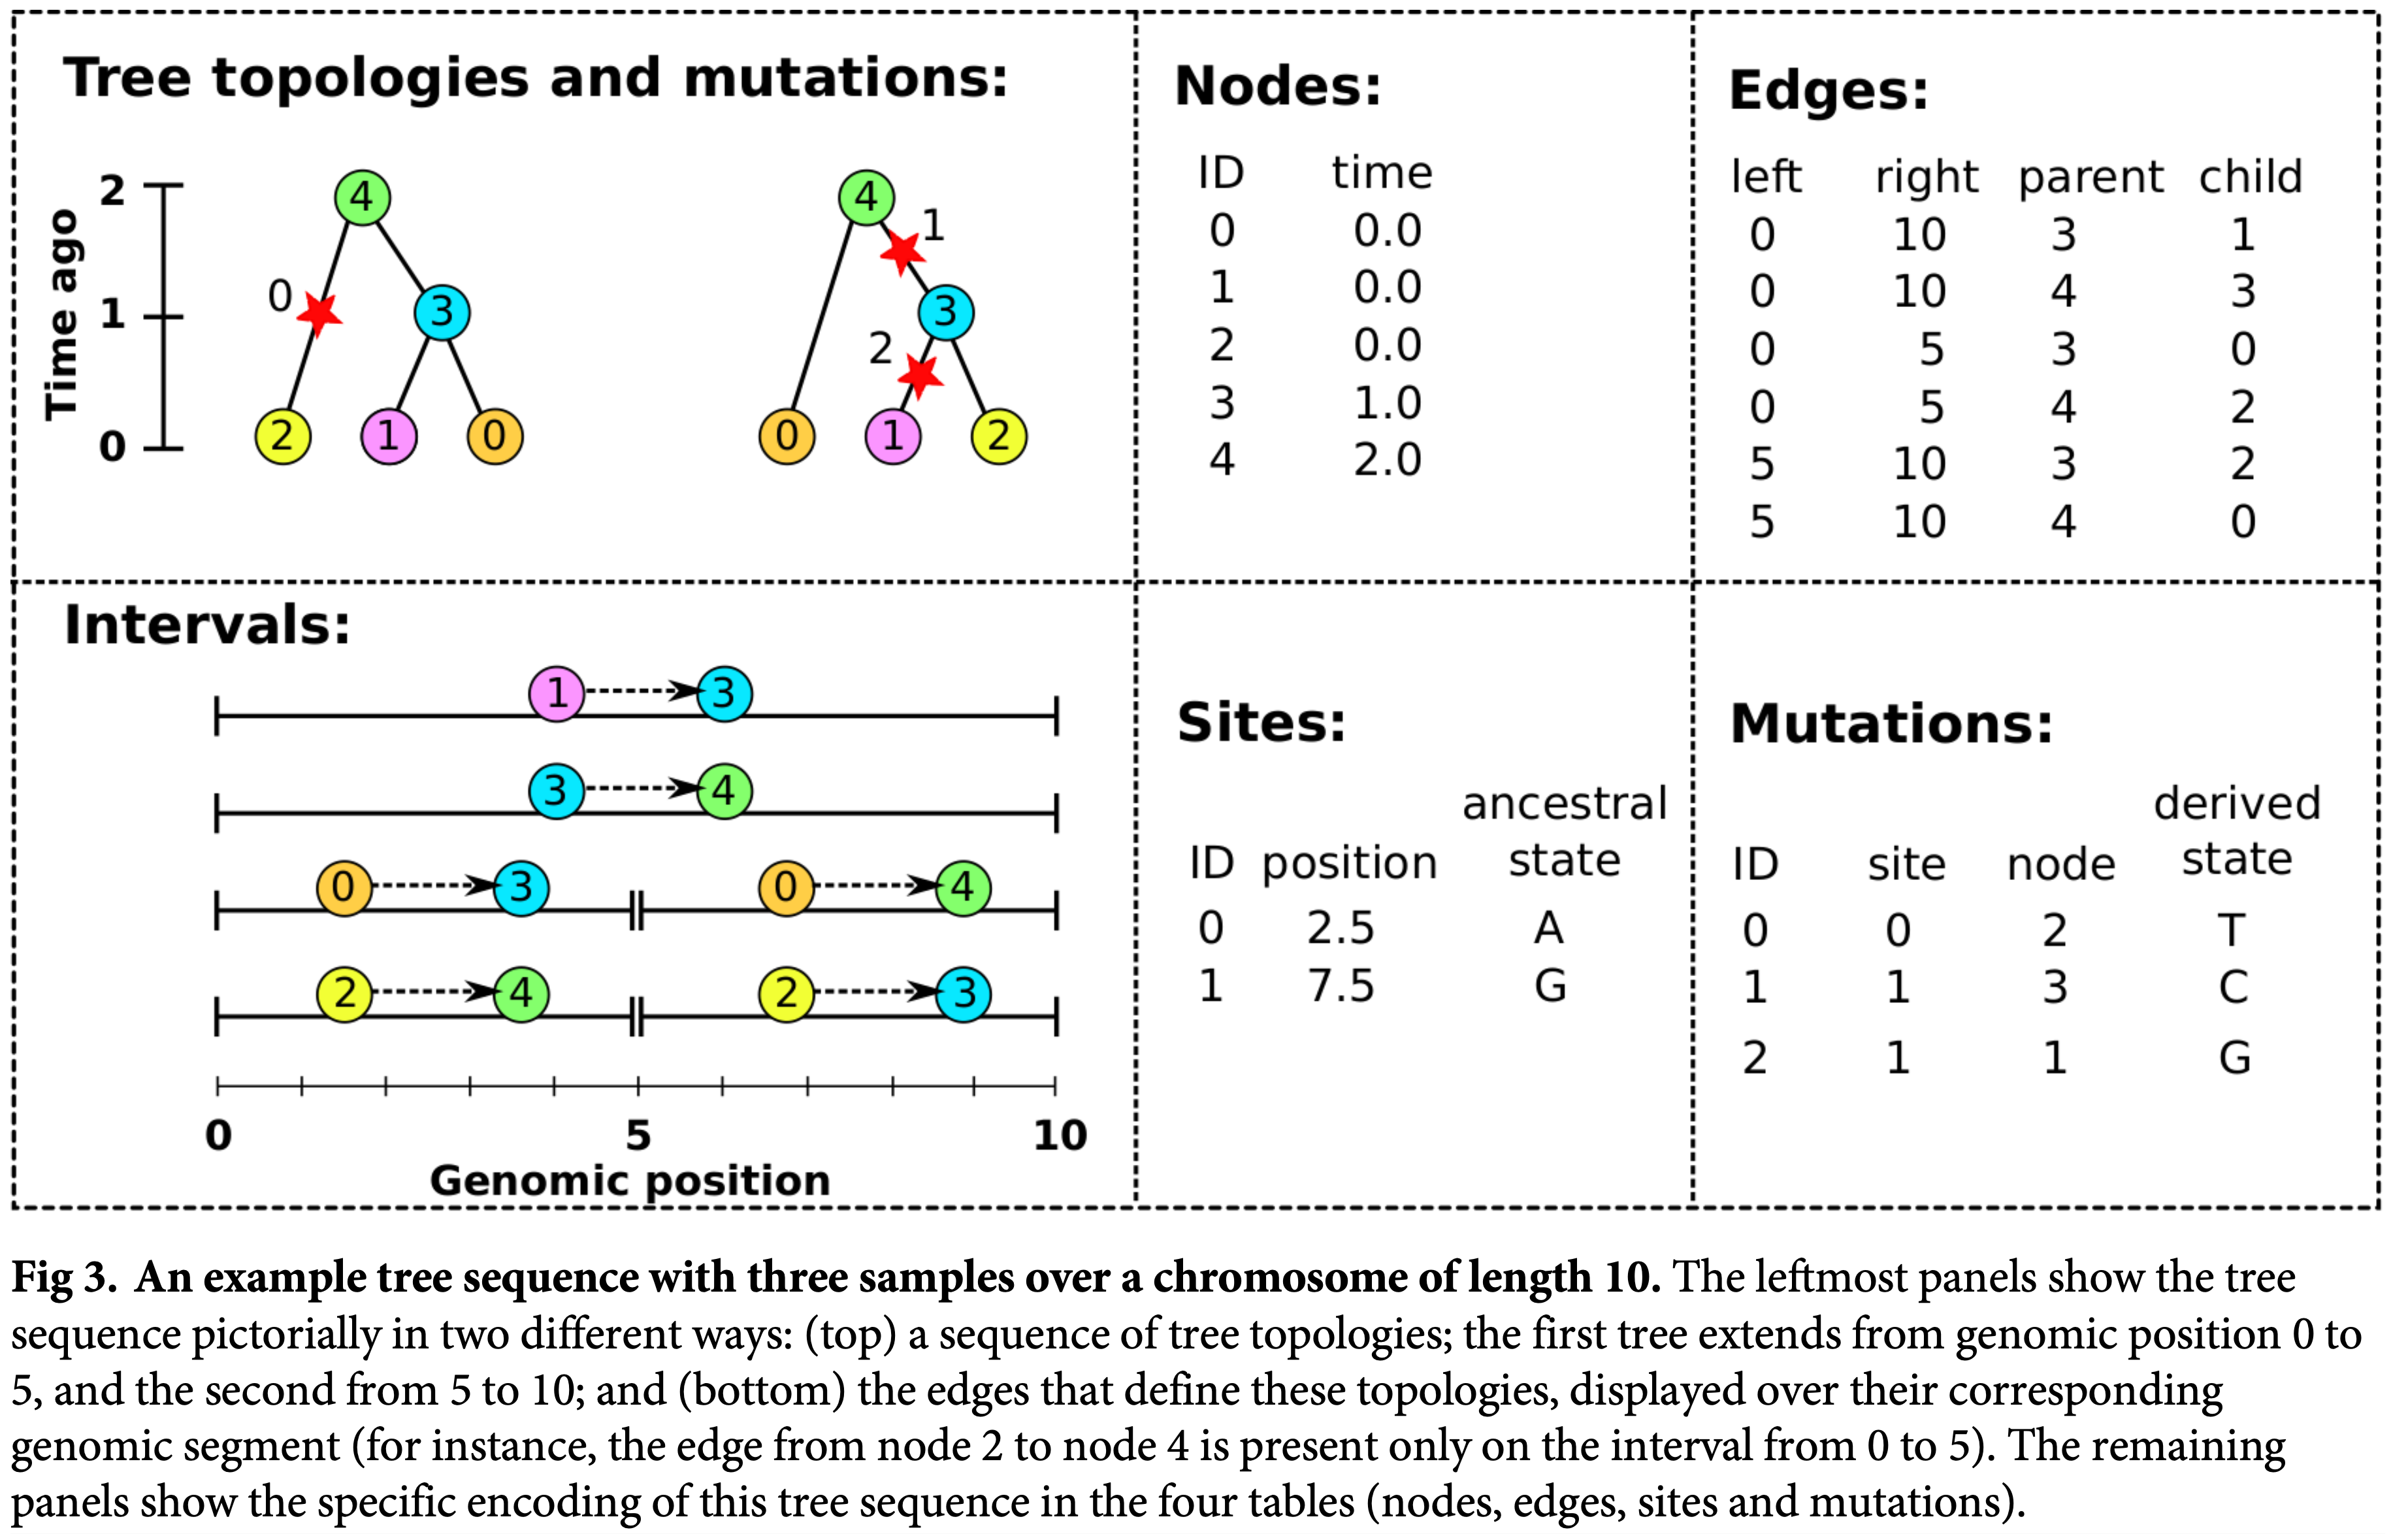 Tree topologies and mutations:
Time ago
2
1
0
4
0
3
2
1
0
4
1
3
2
0
1
2
Nodes:
ID time
0 0.0
1 0.0
2 0.0
3 1.0
4 2.0
Edges:
left right parent child
0 10 3 1
0 10 4 3
0 5 3 0
0 5 4 2
5 10 3 2
5 10 4 0
Intervals:
1 3
3 4
0 3 0 4
2 4 2 3
0 5 10
Genomic position
Sites:
ancestral
ID position state
0 2.5 A
1 7.5 G
Mutations:
derived
ID site node state
0 0 2 T
1 1 3 C
2 1 1 G
Fig 3. An example tree sequence with three samples over a chromosome of length 10. The leftmost panels show the tree
sequence pictorially in two different ways: (top) a sequence of tree topologies; the first tree extends from genomic position 0 to
5, and the second from 5 to 10; and (bottom) the edges that define these topologies, displayed over their corresponding
genomic segment (for instance, the edge from node 2 to node 4 is present only on the interval from 0 to 5). The remaining
panels show the specific encoding of this tree sequence in the four tables (nodes, edges, sites and mutations).